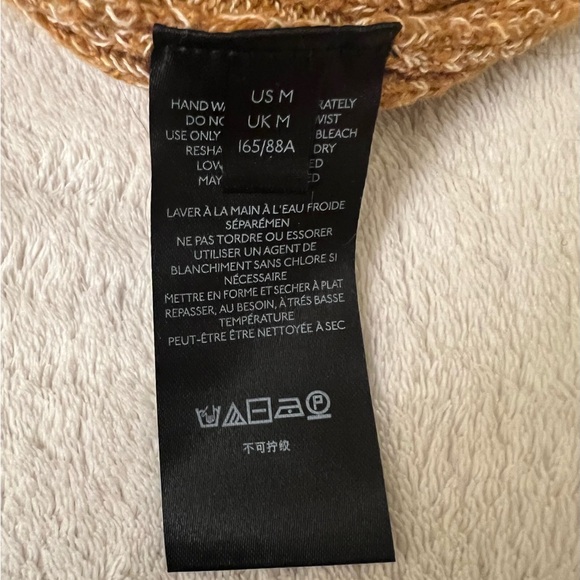 US M
UK M
165/88A
HAND
DO
USE ONLY BLEACH
DRY
LOW
MAY
LAVER À LA MAIN À L'EAU FROIDE
SÉPARÉMEN
NE PAS TORDRE OU ESSORER
UTILISER UN AGENT DE
BLANCHIMENT SANS CHLORE SI
NÉCESSAIRE
METTRE EN FORME ET SECHER À PLAT
REPASSER, AU BESOIN, À TRÉS BASSE
TEMPÉRATURE
PEUT-ÊTRE ÊTRE NETTOYÉE À SEC
P
不可拧绞